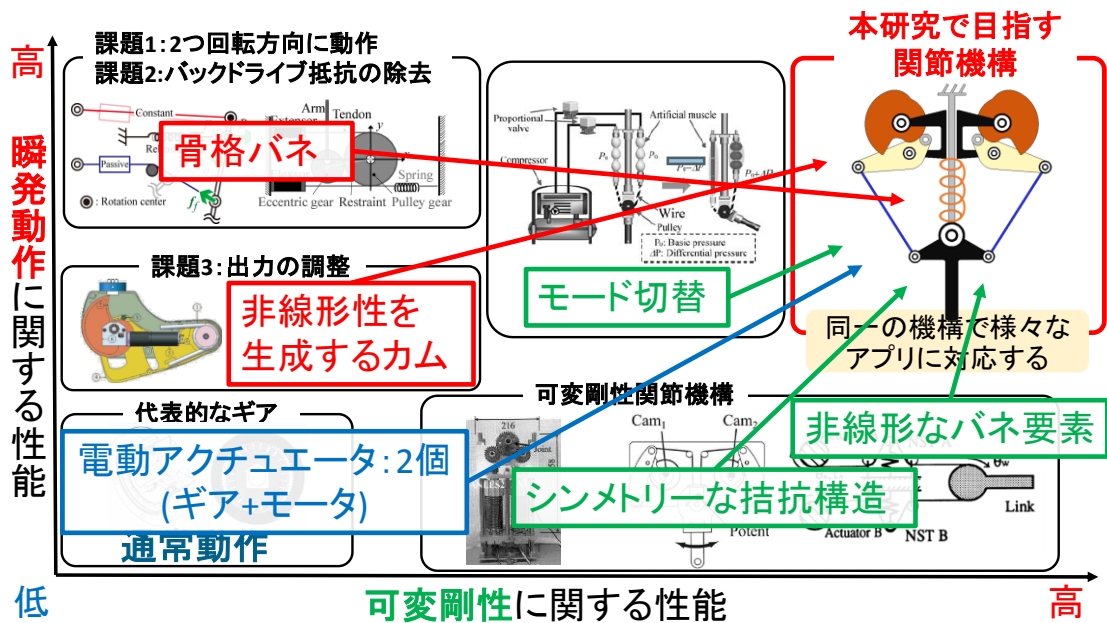 高
瞬発動作に関する性能
低
可変剛性に関する性能
高
課題1：2つ回転方向に動作
課題2：バックドライブ抵抗の除去
Constant
Passive
: Rotation center
Arm
Tendon
y
Spring
Eccentric gear
Restraint
Pulley gear
骨格バネ
課題3：出力の調整
非線形性を
生成するカム
代表的なギア
電動アクチュエータ：2個
(ギア+モータ)
通常動作
Proportional
valve
Artificial muscle
Compressor
Wire
Pulley
P₀: Basic pressure
ΔP: Differential pressure
モード切替
本研究で目指す
関節機構
同一の機構で様々な
アプリに対応する
可変剛性関節機構
216
Joint
58
Cam₁
Cam₂
Potent
シンメトリーな拮抗構造
非線形なバネ要素
θw
Link
Actuator B
NST B